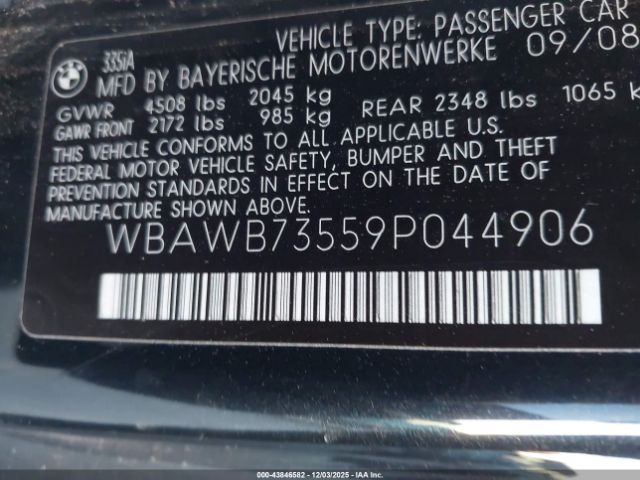 VEHICLE TYPE: PASSENGER CAR
BMW 335iA
MFD BY BAYERISCHE MOTORENWERKE 09/08
GVWR 4508 lbs 2045 kg
GAWR FRONT 2172 lbs 985 kg REAR 2348 lbs 1065 k
THIS VEHICLE CONFORMS TO ALL APPLICABLE U.S.
FEDERAL MOTOR VEHICLE SAFETY, BUMPER AND THEFT
PREVENTION STANDARDS IN EFFECT ON THE DATE OF
MANUFACTURE SHOWN ABOVE.
WBAWB73559P044906
000-43846582 - 12/03/2025 - IAA Inc.